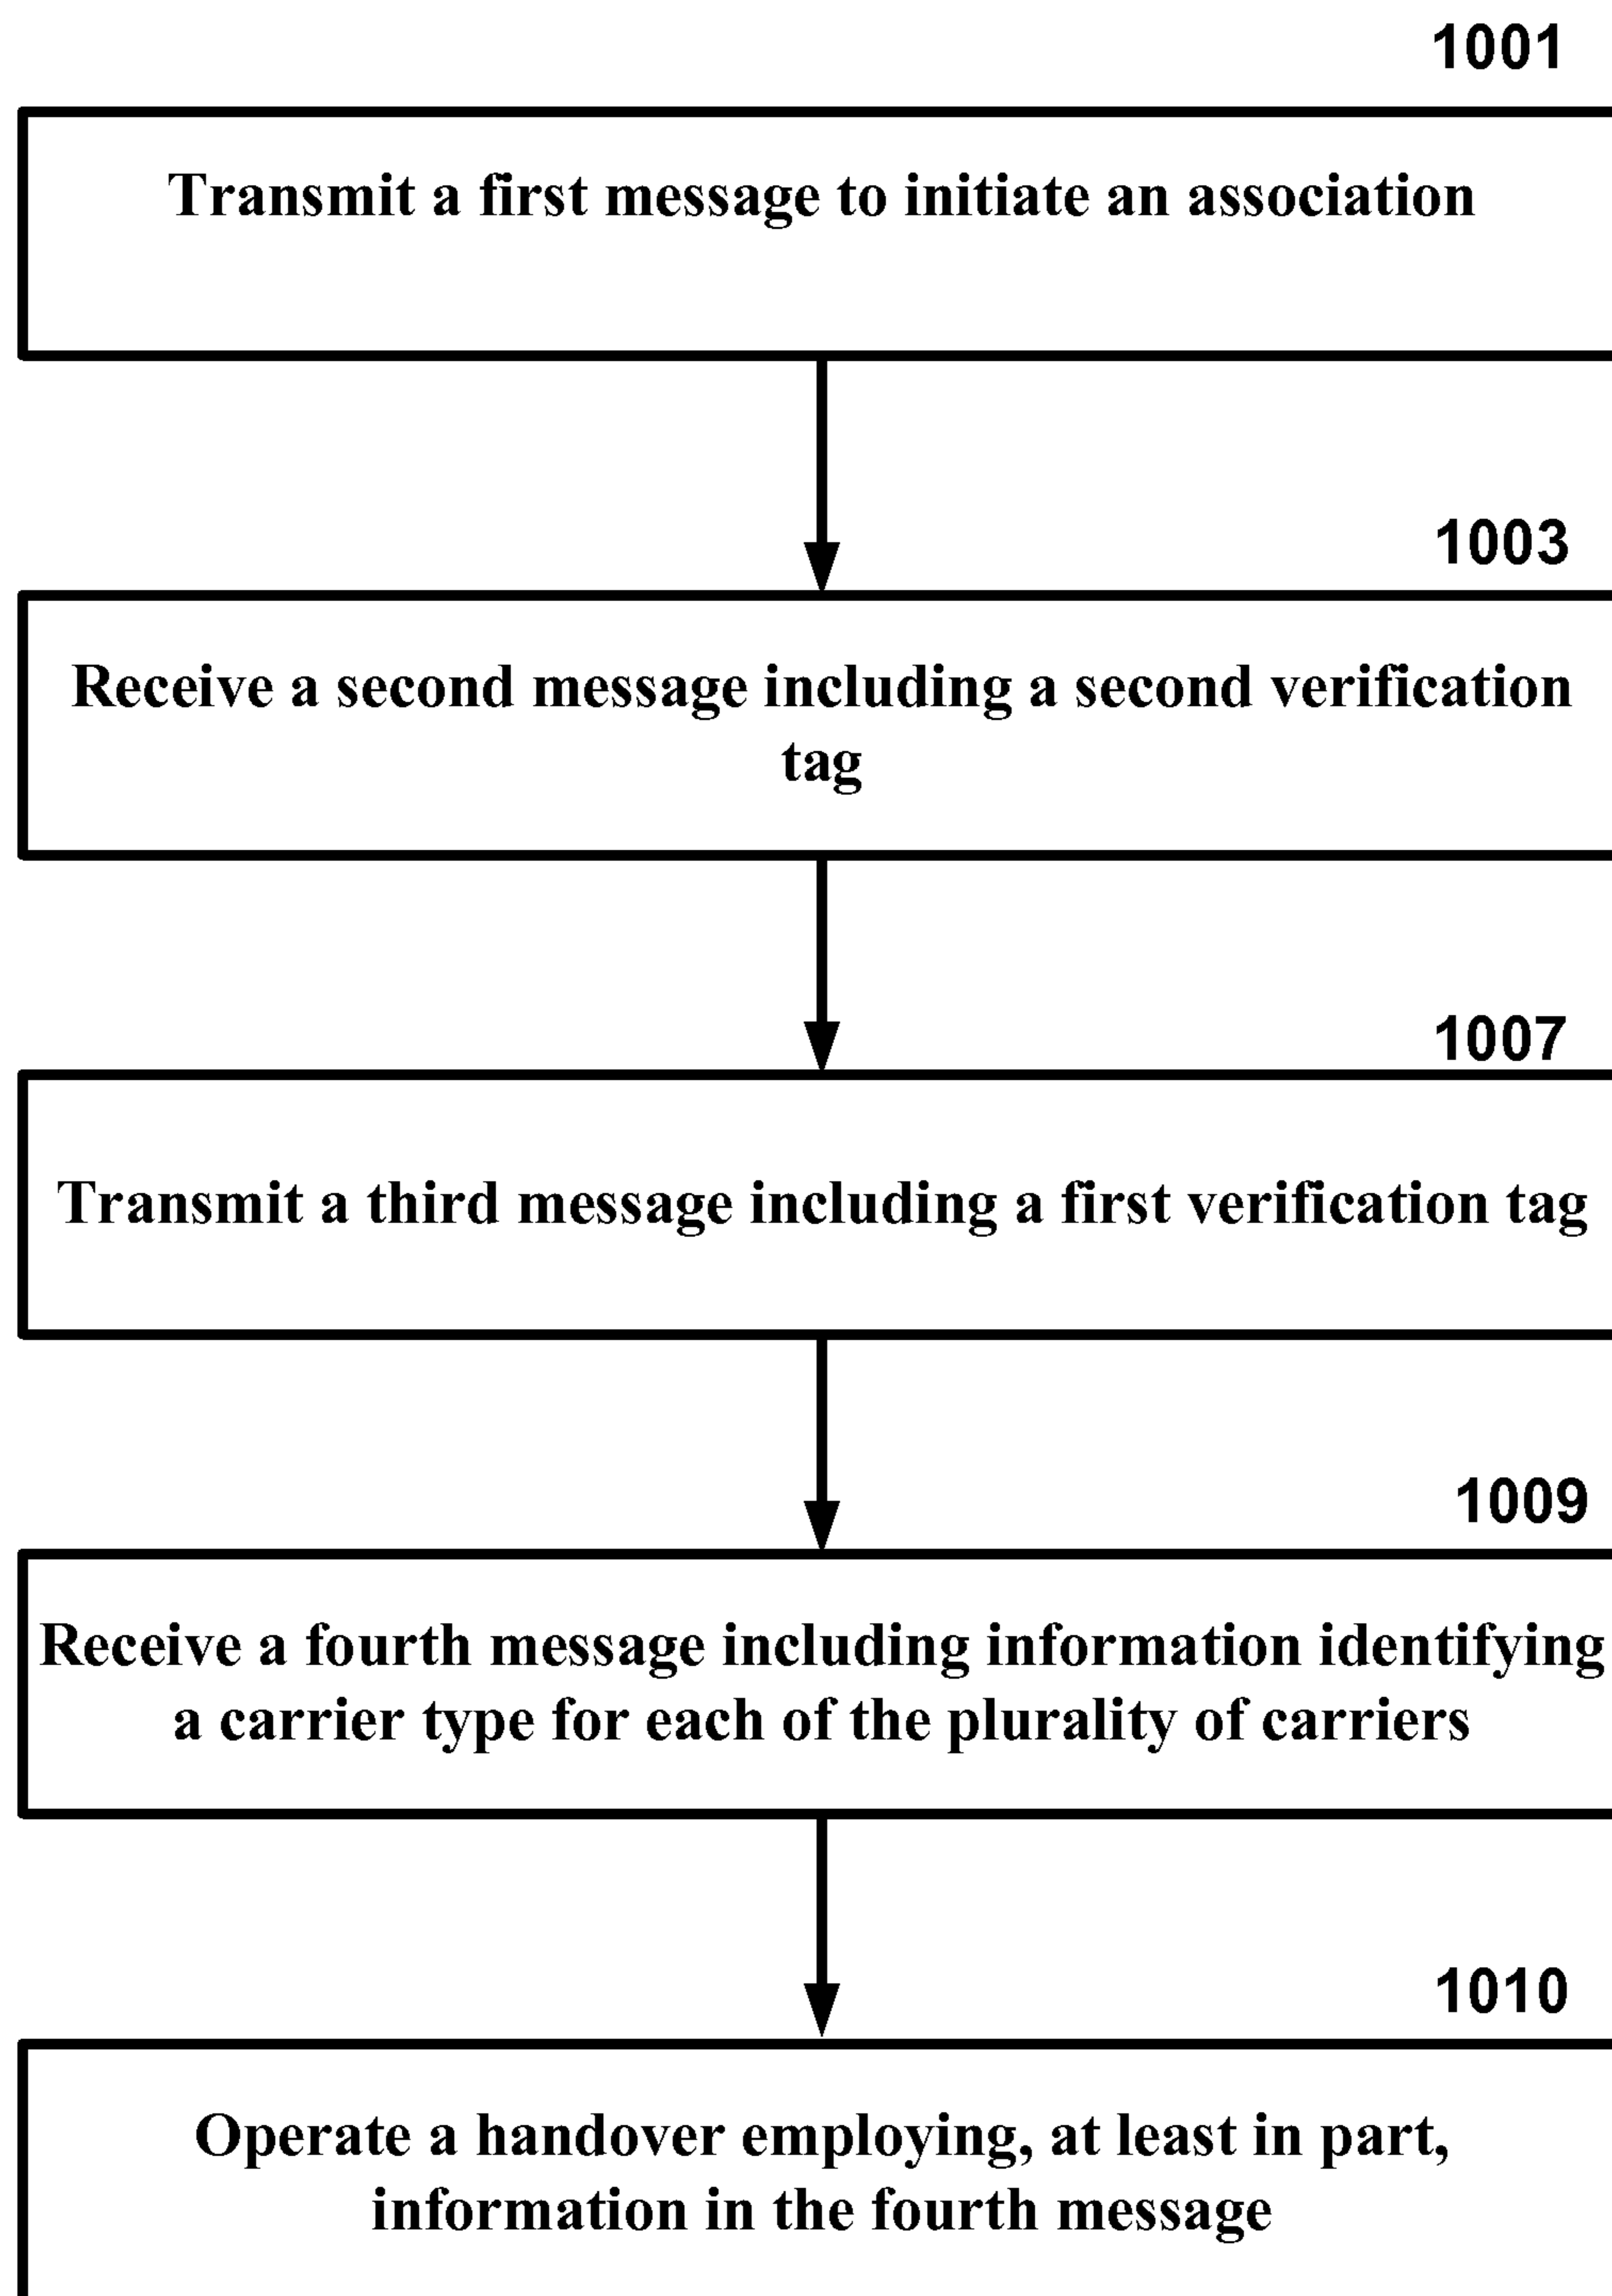 1001
Transmit a first message to initiate an association
1003
Receive a second message including a second verification
tag
1007
Transmit a third message including a first verification tag
1009
Receive a fourth message including information identifying
a carrier type for each of the plurality of carriers
1010
Operate a handover employing, at least in part,
information in the fourth message